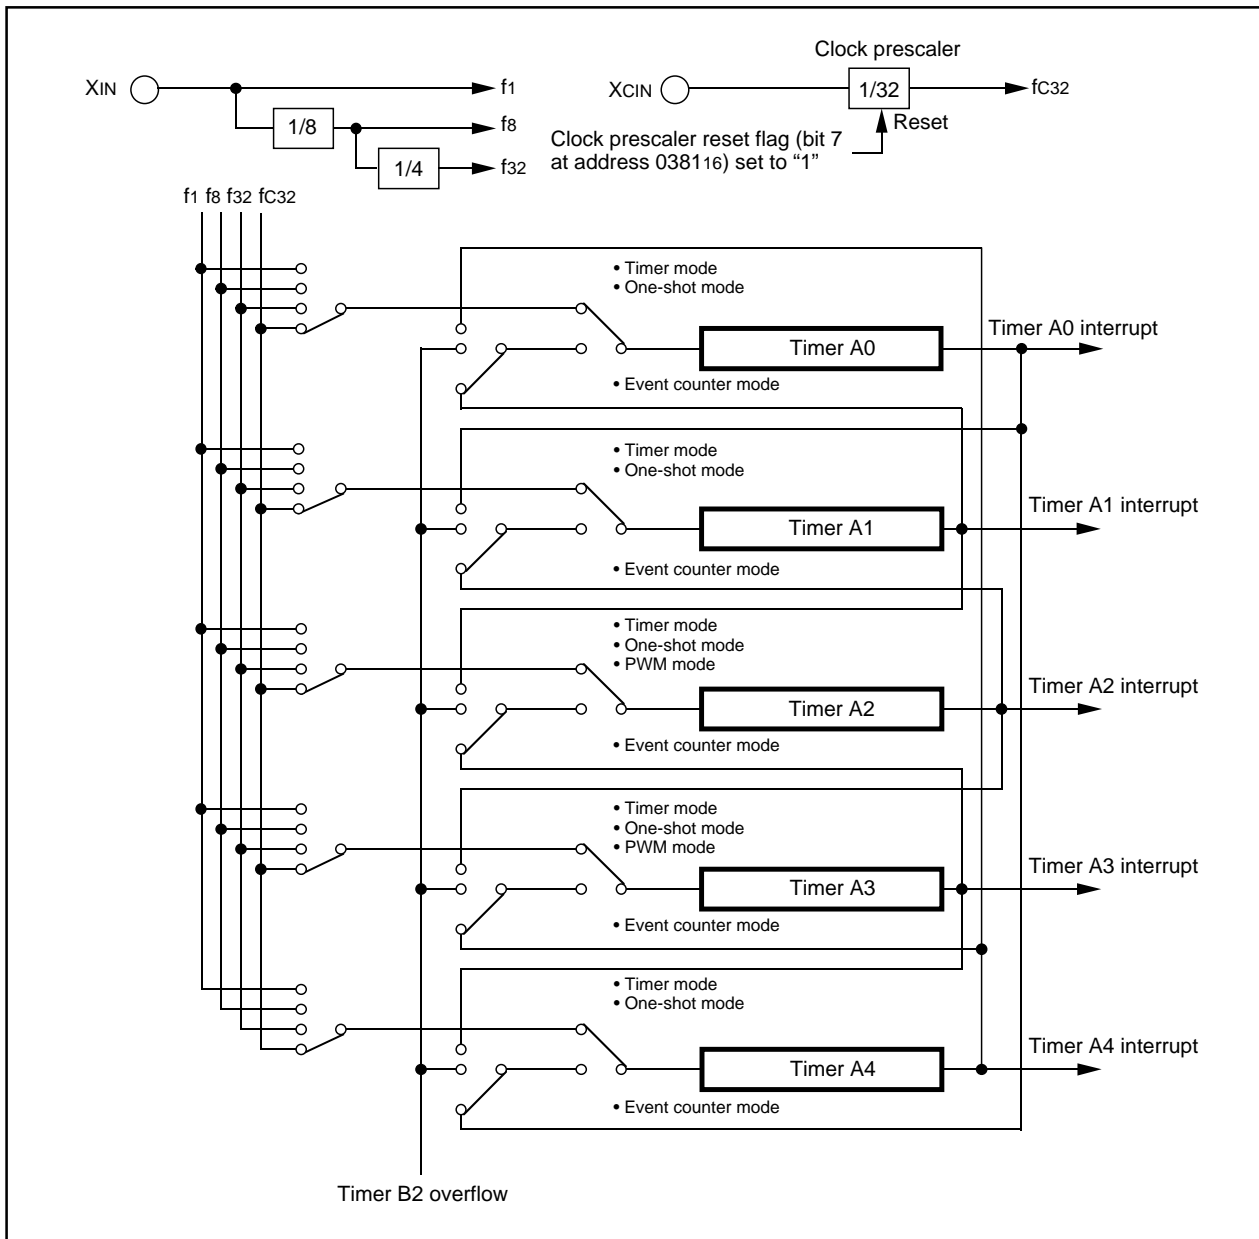 Clock prescaler
XIN
f1
XCIN
1/32
fC32
1/8
f8
Reset
Clock prescaler reset flag (bit 7
at address 038116) set to “1”
1/4
f32
f1 f8 f32 fC32
• Timer mode
• One-shot mode
Timer A0
Timer A0 interrupt
• Event counter mode
• Timer mode
• One-shot mode
Timer A1
Timer A1 interrupt
• Event counter mode
• Timer mode
• One-shot mode
• PWM mode
Timer A2
Timer A2 interrupt
• Event counter mode
• Timer mode
• One-shot mode
• PWM mode
Timer A3
Timer A3 interrupt
• Event counter mode
• Timer mode
• One-shot mode
Timer A4
Timer A4 interrupt
• Event counter mode
Timer B2 overflow